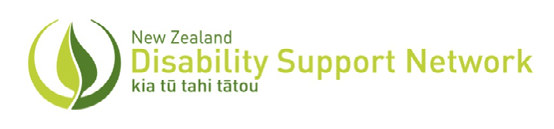 New Zealand
Disability Support Network
kia tū tahi tātou